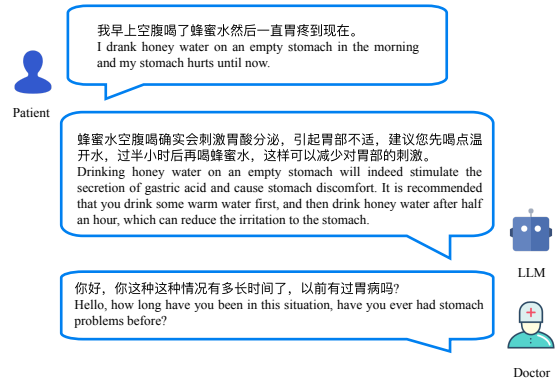 我早上空腹喝了蜂蜜水然后一直胃疼到现在。
I drank honey water on an empty stomach in the morning
and my stomach hurts until now.
Patient
蜂蜜水空腹喝确实会刺激胃酸分泌，引起胃部不适，建议您先喝点温
开水，过半小时后再喝蜂蜜水，这样可以减少对胃部的刺激。
Drinking honey water on an empty stomach will indeed stimulate the
secretion of gastric acid and cause stomach discomfort. It is recommended
that you drink some warm water first, and then drink honey water after half
an hour, which can reduce the irritation to the stomach.
LLM
你好，你这种这种情况有多长时间了，以前有过胃病吗?
Hello, how long have you been in this situation, have you ever had stomach
problems before?
Doctor